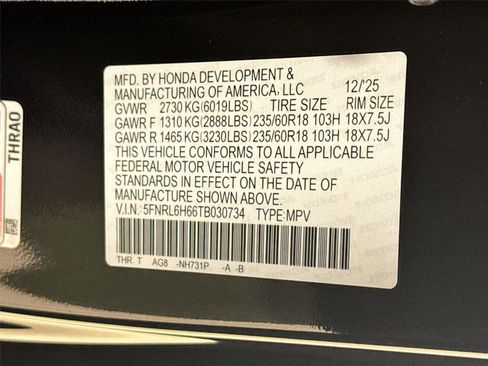 MFD. BY HONDA DEVELOPMENT &
MANUFACTURING OF AMERICA, LLC 12/'25
GVWR 2730 KG (6019LBS) TIRE SIZE RIM SIZE
GAWR F 1310 KG (2888LBS) 235/60R18 103H 18X7.5J
GAWR R 1465 KG (3230LBS) 235/60R18 103H 18X7.5J
THIS VEHICLE CONFORMS TO ALL APPLICABLE
FEDERAL MOTOR VEHICLE SAFETY
STANDARDS IN EFFECT ON THE DATE OF
MANUFACTURE SHOWN ABOVE.
V.I.N.: 5FNRL6H66TB030734 TYPE:MPV
THR T AG8 -NH731P -A -B
THRA0